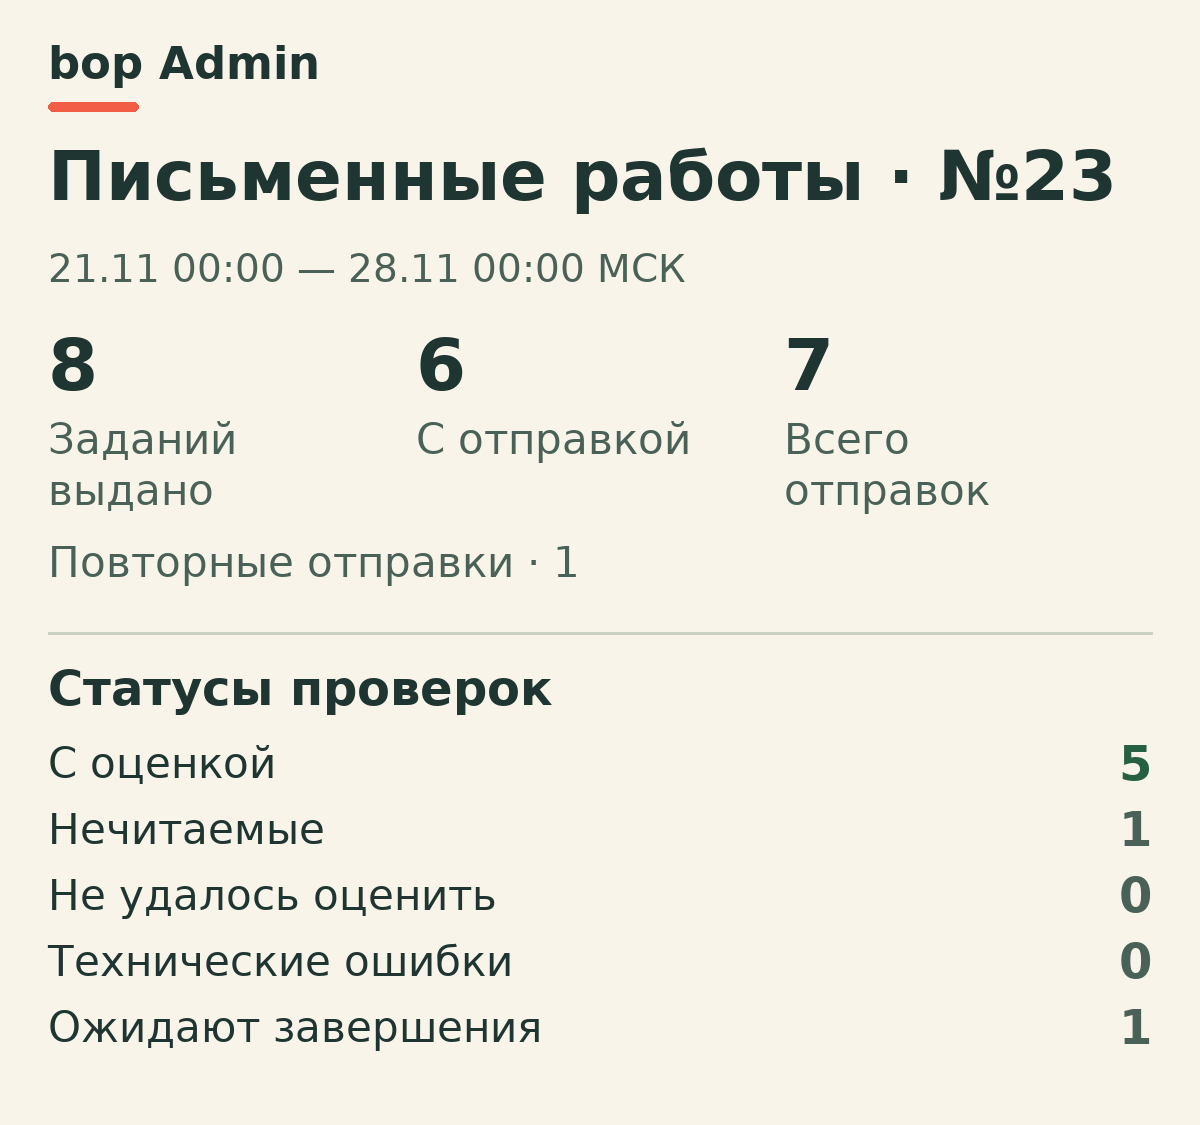 bop Admin
Письменные работы · №23
21.11 00:00 — 28.11 00:00 МСК
8 6 7
Заданий С отправкой Всего
выдано отправок
Повторные отправки · 1
Статусы проверок
С оценкой 5
Нечитаемые 1
Не удалось оценить 0
Технические ошибки 0
Ожидают завершения 1